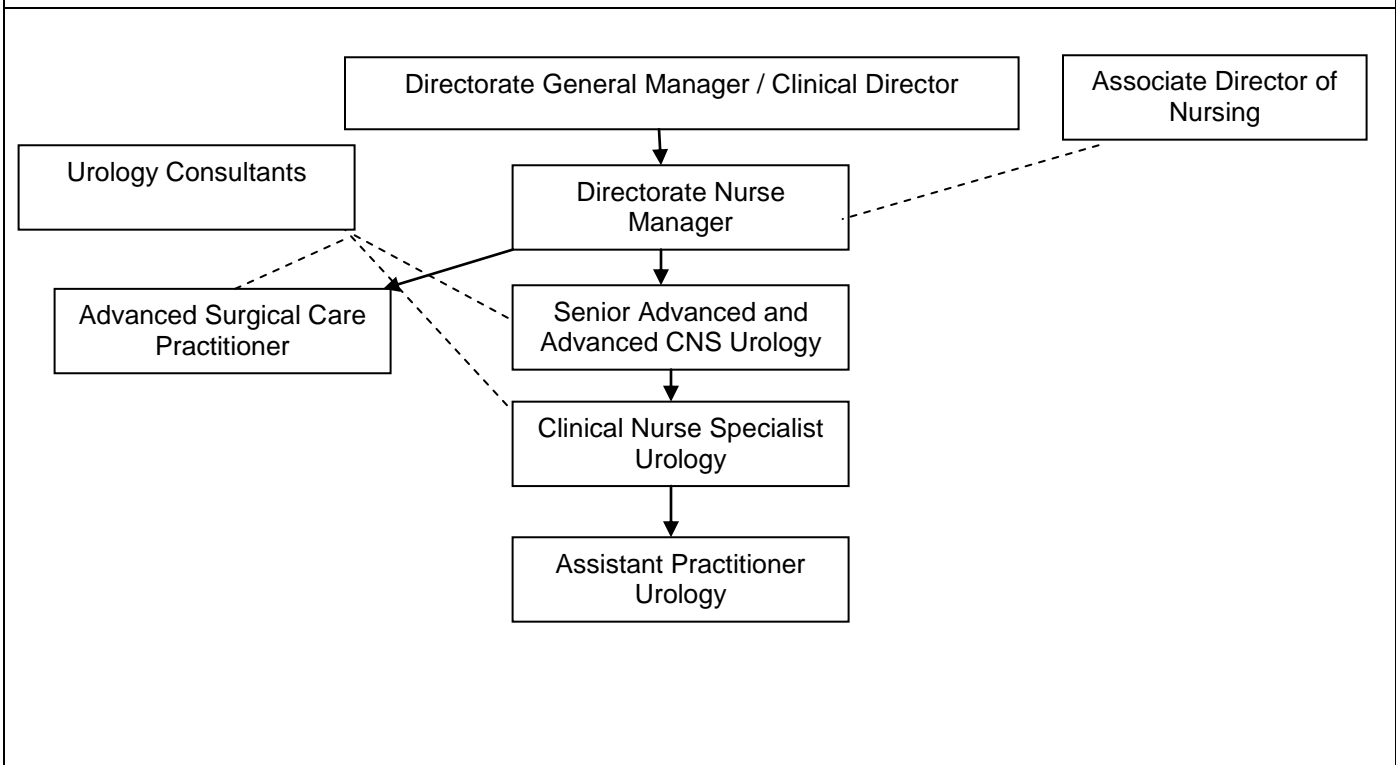 Directorate General Manager / Clinical Director
Associate Director of
Nursing
Urology Consultants
Directorate Nurse
Manager
Advanced Surgical Care
Practitioner
Senior Advanced and
Advanced CNS Urology
Clinical Nurse Specialist
Urology
Assistant Practitioner
Urology